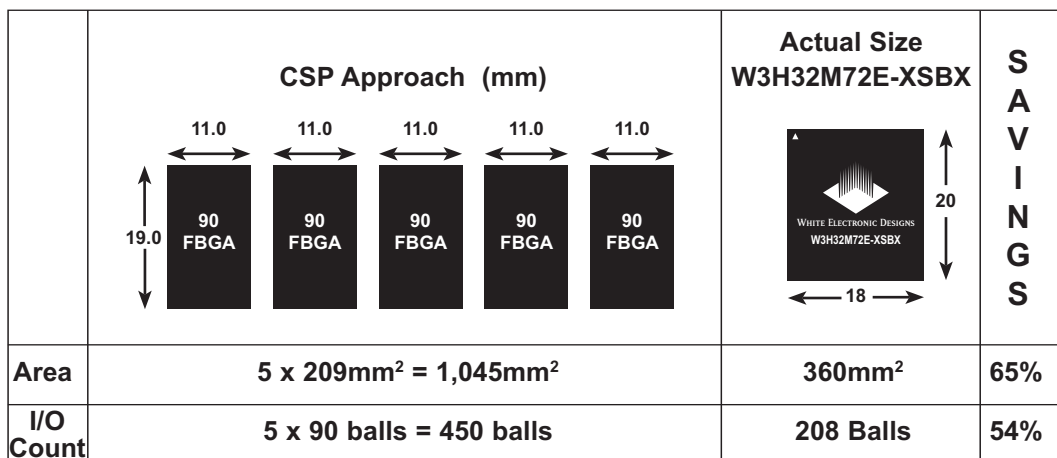 CSP Approach (mm)
Actual Size
W3H32M72E-XSBX
S
A
V
I
N
G
S
11.0
11.0
11.0
11.0
11.0
19.0
90
FBGA
90
FBGA
90
FBGA
90
FBGA
90
FBGA
WHITE ELECTRONIC DESIGNS
W3H32M72E-XSBX
20
18
Area
5 x 209mm² = 1,045mm²
360mm²
65%
I/O
Count
5 x 90 balls = 450 balls
208 Balls
54%